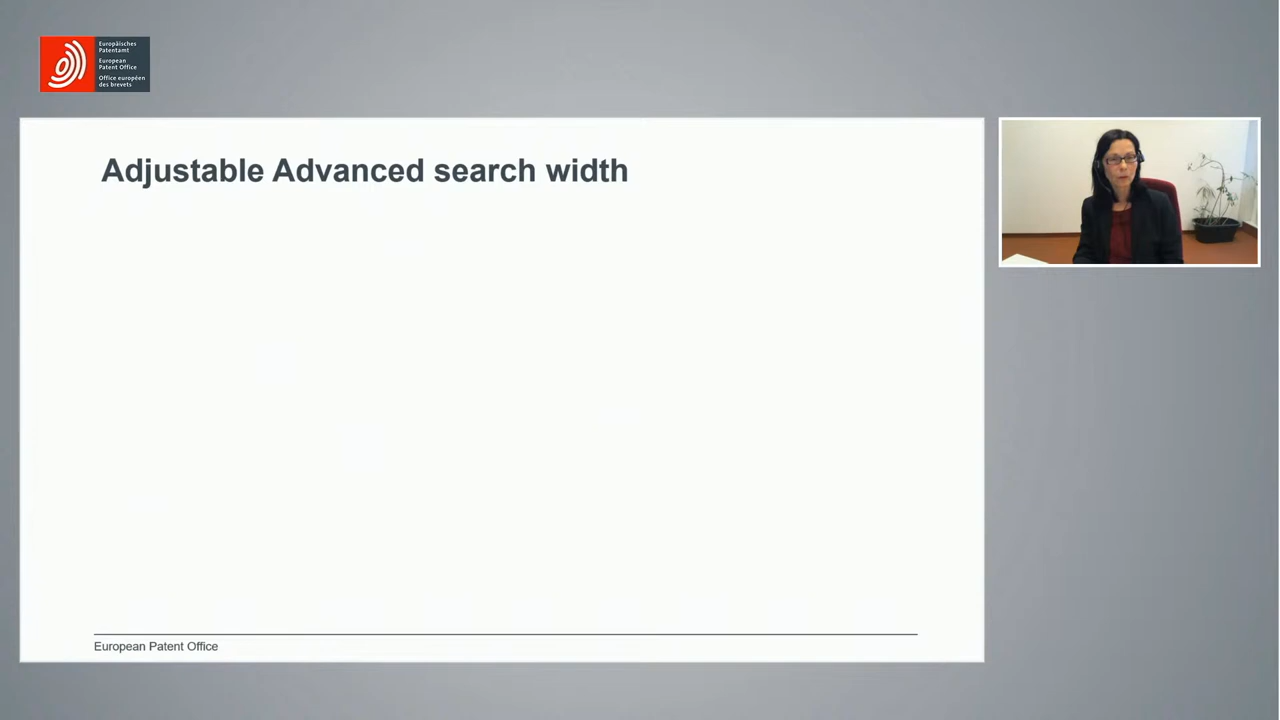 Europäisches
Patentamt
European
Patent Office
Office européen
des brevets
Adjustable Advanced search width
European Patent Office